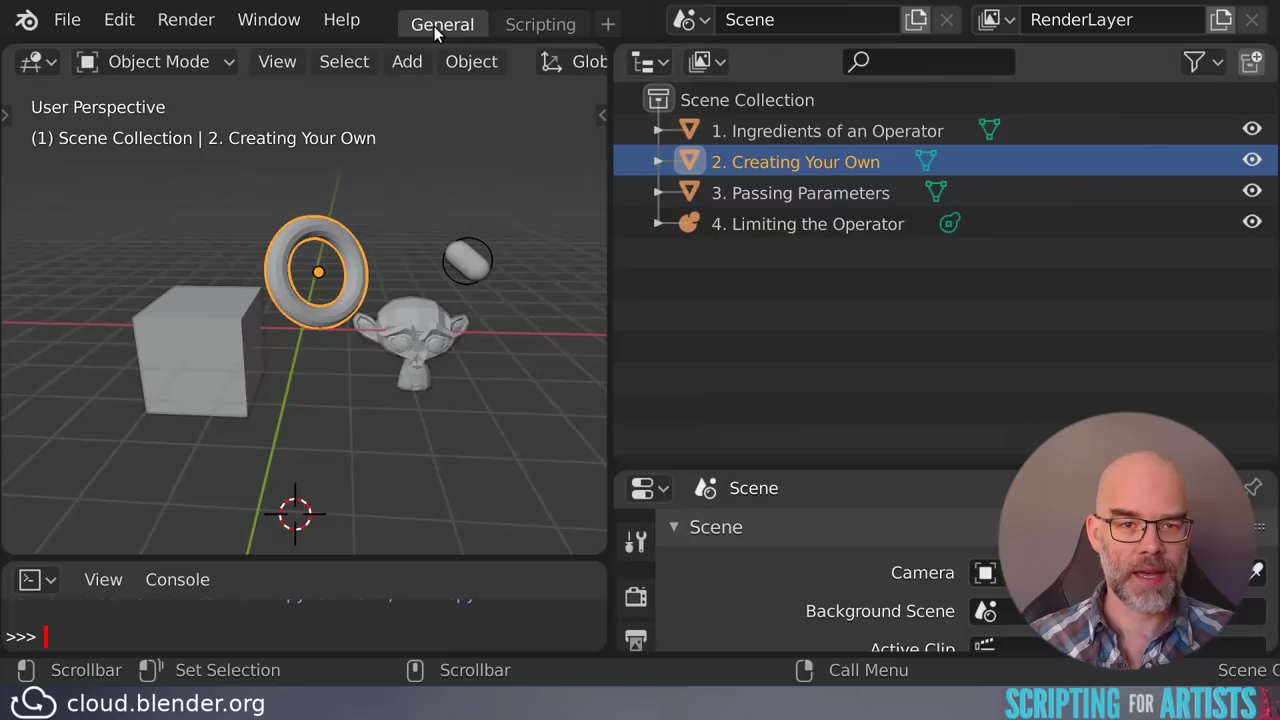 File Edit Render Window Help General Scripting + Scene RenderLayer
Object Mode View Select Add Object Glob
User Perspective
(1) Scene Collection | 2. Creating Your Own
Scene Collection
1. Ingredients of an Operator
2. Creating Your Own
3. Passing Parameters
4. Limiting the Operator
View Console
>>>
Scene
Scene
Camera
Background Scene
Active Clip
Scrollbar Set Selection Scrollbar Call Menu Scene C
cloud.blender.org
SCRIPTING FOR ARTISTS